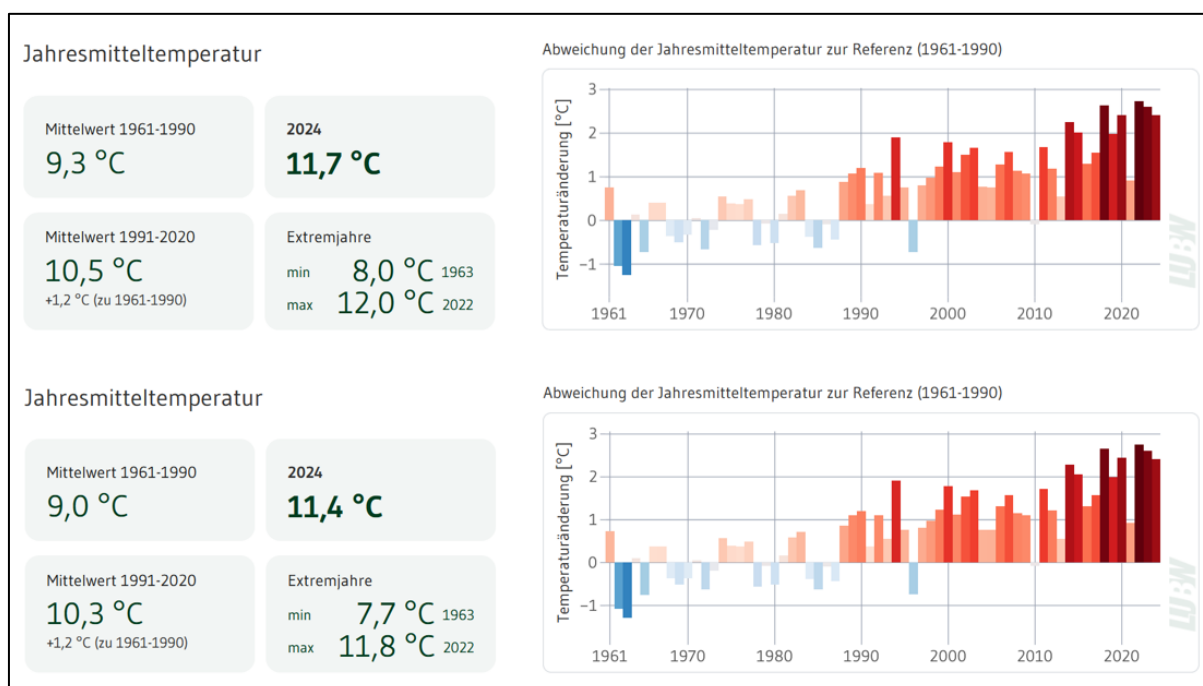 Jahresmitteltemperatur
Mittelwert 1961-1990
9,3 °C
2024
11,7 °C
Mittelwert 1991-2020
10,5 °C
+1,2 °C (zu 1961-1990)
Extremjahre
min 8,0 °C 1963
max 12,0 °C 2022
Abweichung der Jahresmitteltemperatur zur Referenz (1961-1990)
Temperaturänderung [°C]
3
2
1
0
−1
1961 1970 1980 1990 2000 2010 2020
LUBW
Jahresmitteltemperatur
Mittelwert 1961-1990
9,0 °C
2024
11,4 °C
Mittelwert 1991-2020
10,3 °C
+1,2 °C (zu 1961-1990)
Extremjahre
min 7,7 °C 1963
max 11,8 °C 2022
Abweichung der Jahresmitteltemperatur zur Referenz (1961-1990)
Temperaturänderung [°C]
3
2
1
0
−1
1961 1970 1980 1990 2000 2010 2020
LUBW